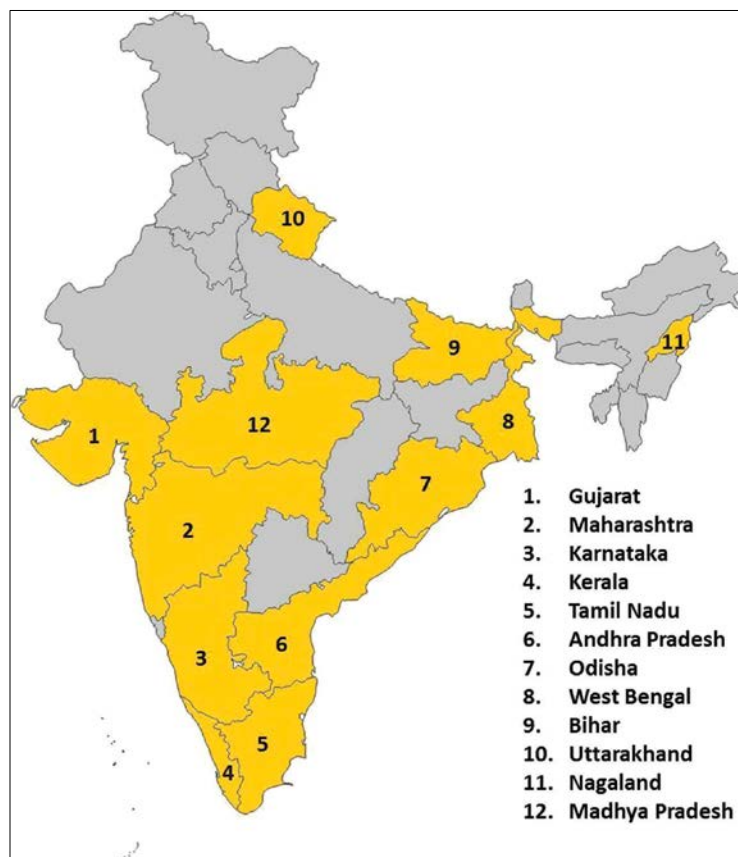 10
9
11
1
12
8
7
2
6
3
5
4
1. Gujarat
2. Maharashtra
3. Karnataka
4. Kerala
5. Tamil Nadu
6. Andhra Pradesh
7. Odisha
8. West Bengal
9. Bihar
10. Uttarakhand
11. Nagaland
12. Madhya Pradesh